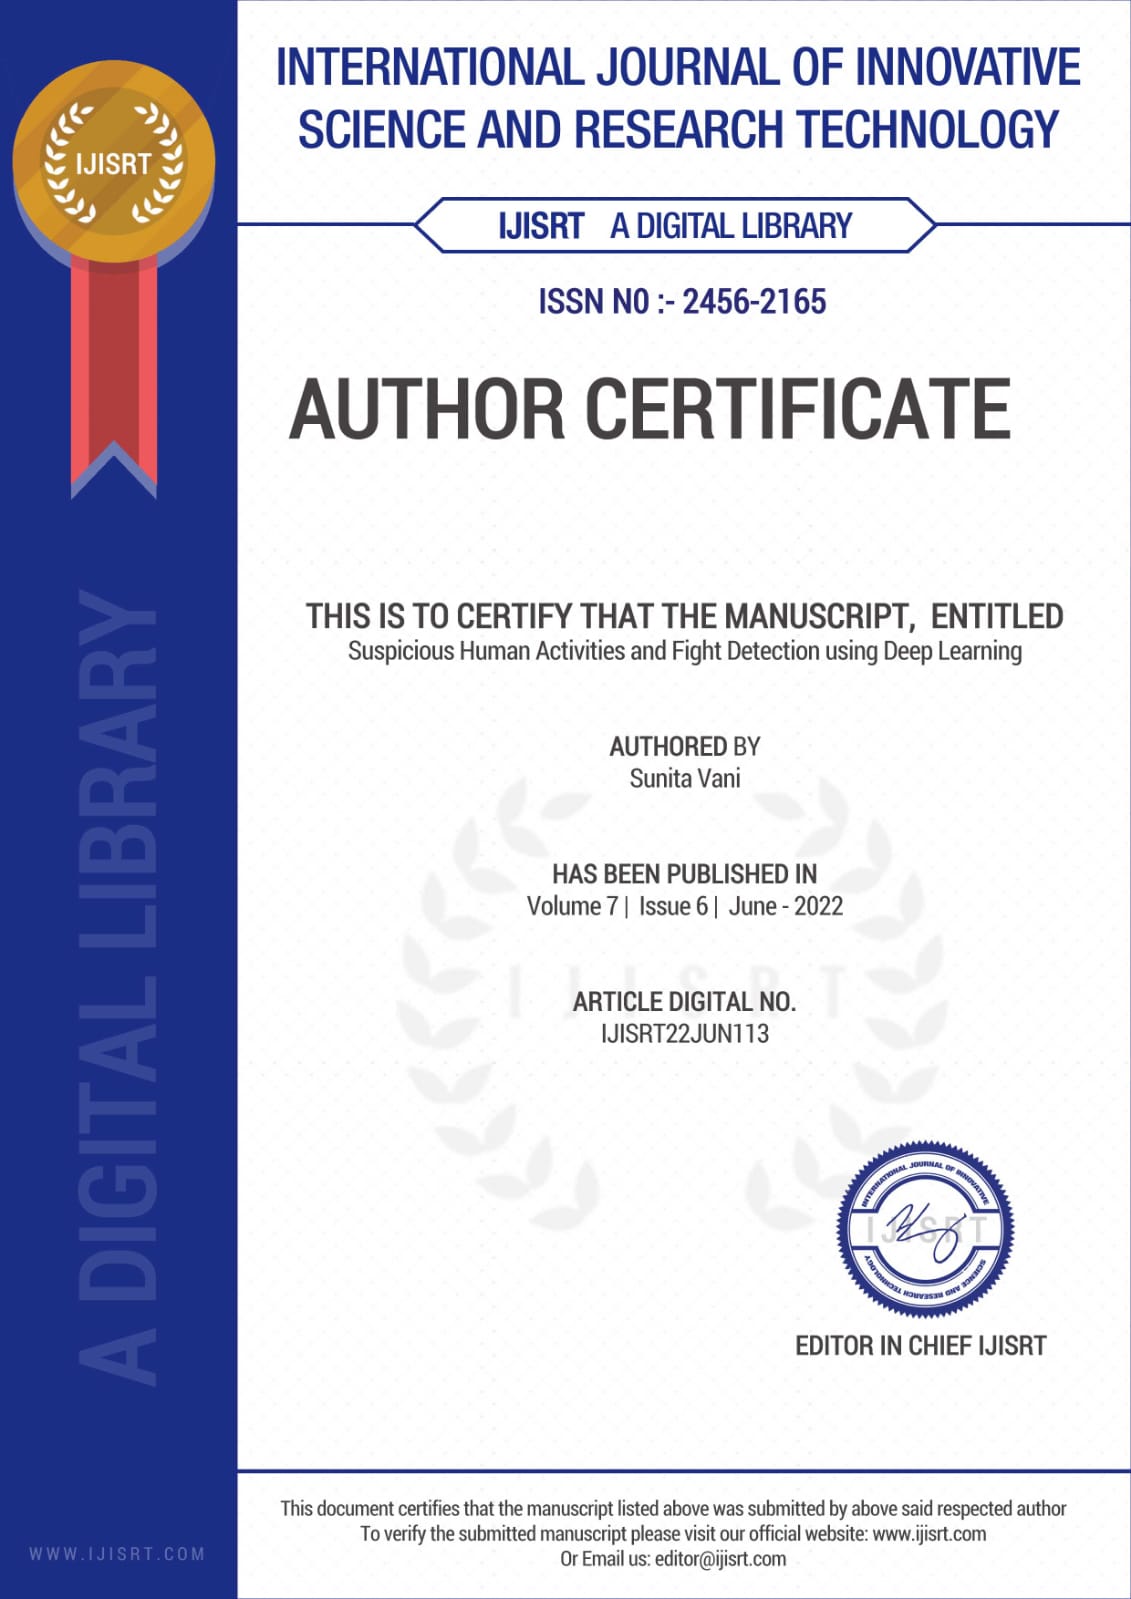 IJISRT
INTERNATIONAL JOURNAL OF INNOVATIVE
SCIENCE AND RESEARCH TECHNOLOGY
IJISRT A DIGITAL LIBRARY
ISSN N0 :- 2456-2165
AUTHOR CERTIFICATE
THIS IS TO CERTIFY THAT THE MANUSCRIPT, ENTITLED
Suspicious Human Activities and Fight Detection using Deep Learning
AUTHORED BY
Sunita Vani
HAS BEEN PUBLISHED IN
Volume 7 | Issue 6 | June - 2022
IJISRT
ARTICLE DIGITAL NO.
IJISRT22JUN113
INTERNATIONAL JOURNAL OF INNOVATIVE
IJISRT
SCIENCE AND RESEARCH TECHNOLOGY
EDITOR IN CHIEF IJISRT
A DIGITAL LIBRARY
This document certifies that the manuscript listed above was submitted by above said respected author
To verify the submitted manuscript please visit our official website: www.ijisrt.com
Or Email us: editor@ijisrt.com
WWW.IJISRT.COM